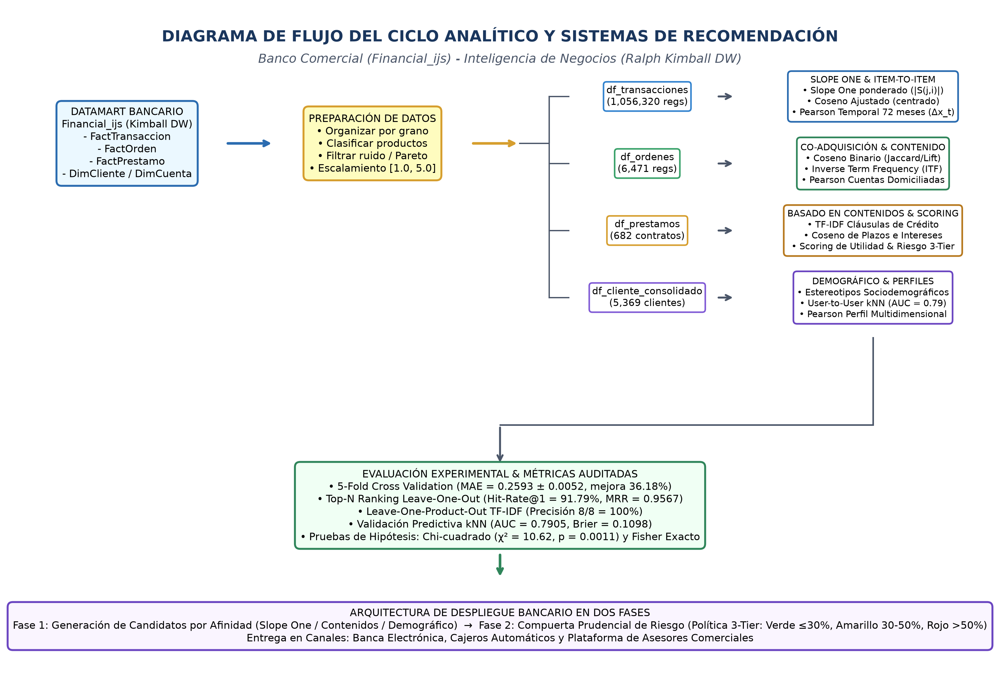 DIAGRAMA DE FLUJO DEL CICLO ANALÍTICO Y SISTEMAS DE RECOMENDACIÓN
Banco Comercial (Financial_ijs) - Inteligencia de Negocios (Ralph Kimball DW)
DATAMART BANCARIO
Financial_ijs (Kimball DW)
- FactTransaccion
- FactOrden
- FactPrestamo
- DimCliente / DimCuenta
PREPARACIÓN DE DATOS
• Organizar por grano
• Clasificar productos
• Filtrar ruido / Pareto
• Escalamiento [1.0, 5.0]
df_transacciones
(1,056,320 regs)
SLOPE ONE & ITEM-TO-ITEM
• Slope One ponderado (|S(j,i)|)
• Coseno Ajustado (centrado)
• Pearson Temporal 72 meses (Δx_t)
df_ordenes
(6,471 regs)
CO-ADQUISICIÓN & CONTENIDO
• Coseno Binario (Jaccard/Lift)
• Inverse Term Frequency (ITF)
• Pearson Cuentas Domiciliadas
df_prestamos
(682 contratos)
BASADO EN CONTENIDOS & SCORING
• TF-IDF Cláusulas de Crédito
• Coseno de Plazos e Intereses
• Scoring de Utilidad & Riesgo 3-Tier
df_cliente_consolidado
(5,369 clientes)
DEMOGRÁFICO & PERFILES
• Estereotipos Sociodemográficos
• User-to-User kNN (AUC = 0.79)
• Pearson Perfil Multidimensional
EVALUACIÓN EXPERIMENTAL & MÉTRICAS AUDITADAS
• 5-Fold Cross Validation (MAE = 0.2593 ± 0.0052, mejora 36.18%)
• Top-N Ranking Leave-One-Out (Hit-Rate@1 = 91.79%, MRR = 0.9567)
• Leave-One-Product-Out TF-IDF (Precisión 8/8 = 100%)
• Validación Predictiva kNN (AUC = 0.7905, Brier = 0.1098)
• Pruebas de Hipótesis: Chi-cuadrado (χ² = 10.62, p = 0.0011) y Fisher Exacto
ARQUITECTURA DE DESPLIEGUE BANCARIO EN DOS FASES
Fase 1: Generación de Candidatos por Afinidad (Slope One / Contenidos / Demográfico) → Fase 2: Compuerta Prudencial de Riesgo (Política 3-Tier: Verde ≤30%, Amarillo 30-50%, Rojo >50%)
Entrega en Canales: Banca Electrónica, Cajeros Automáticos y Plataforma de Asesores Comerciales